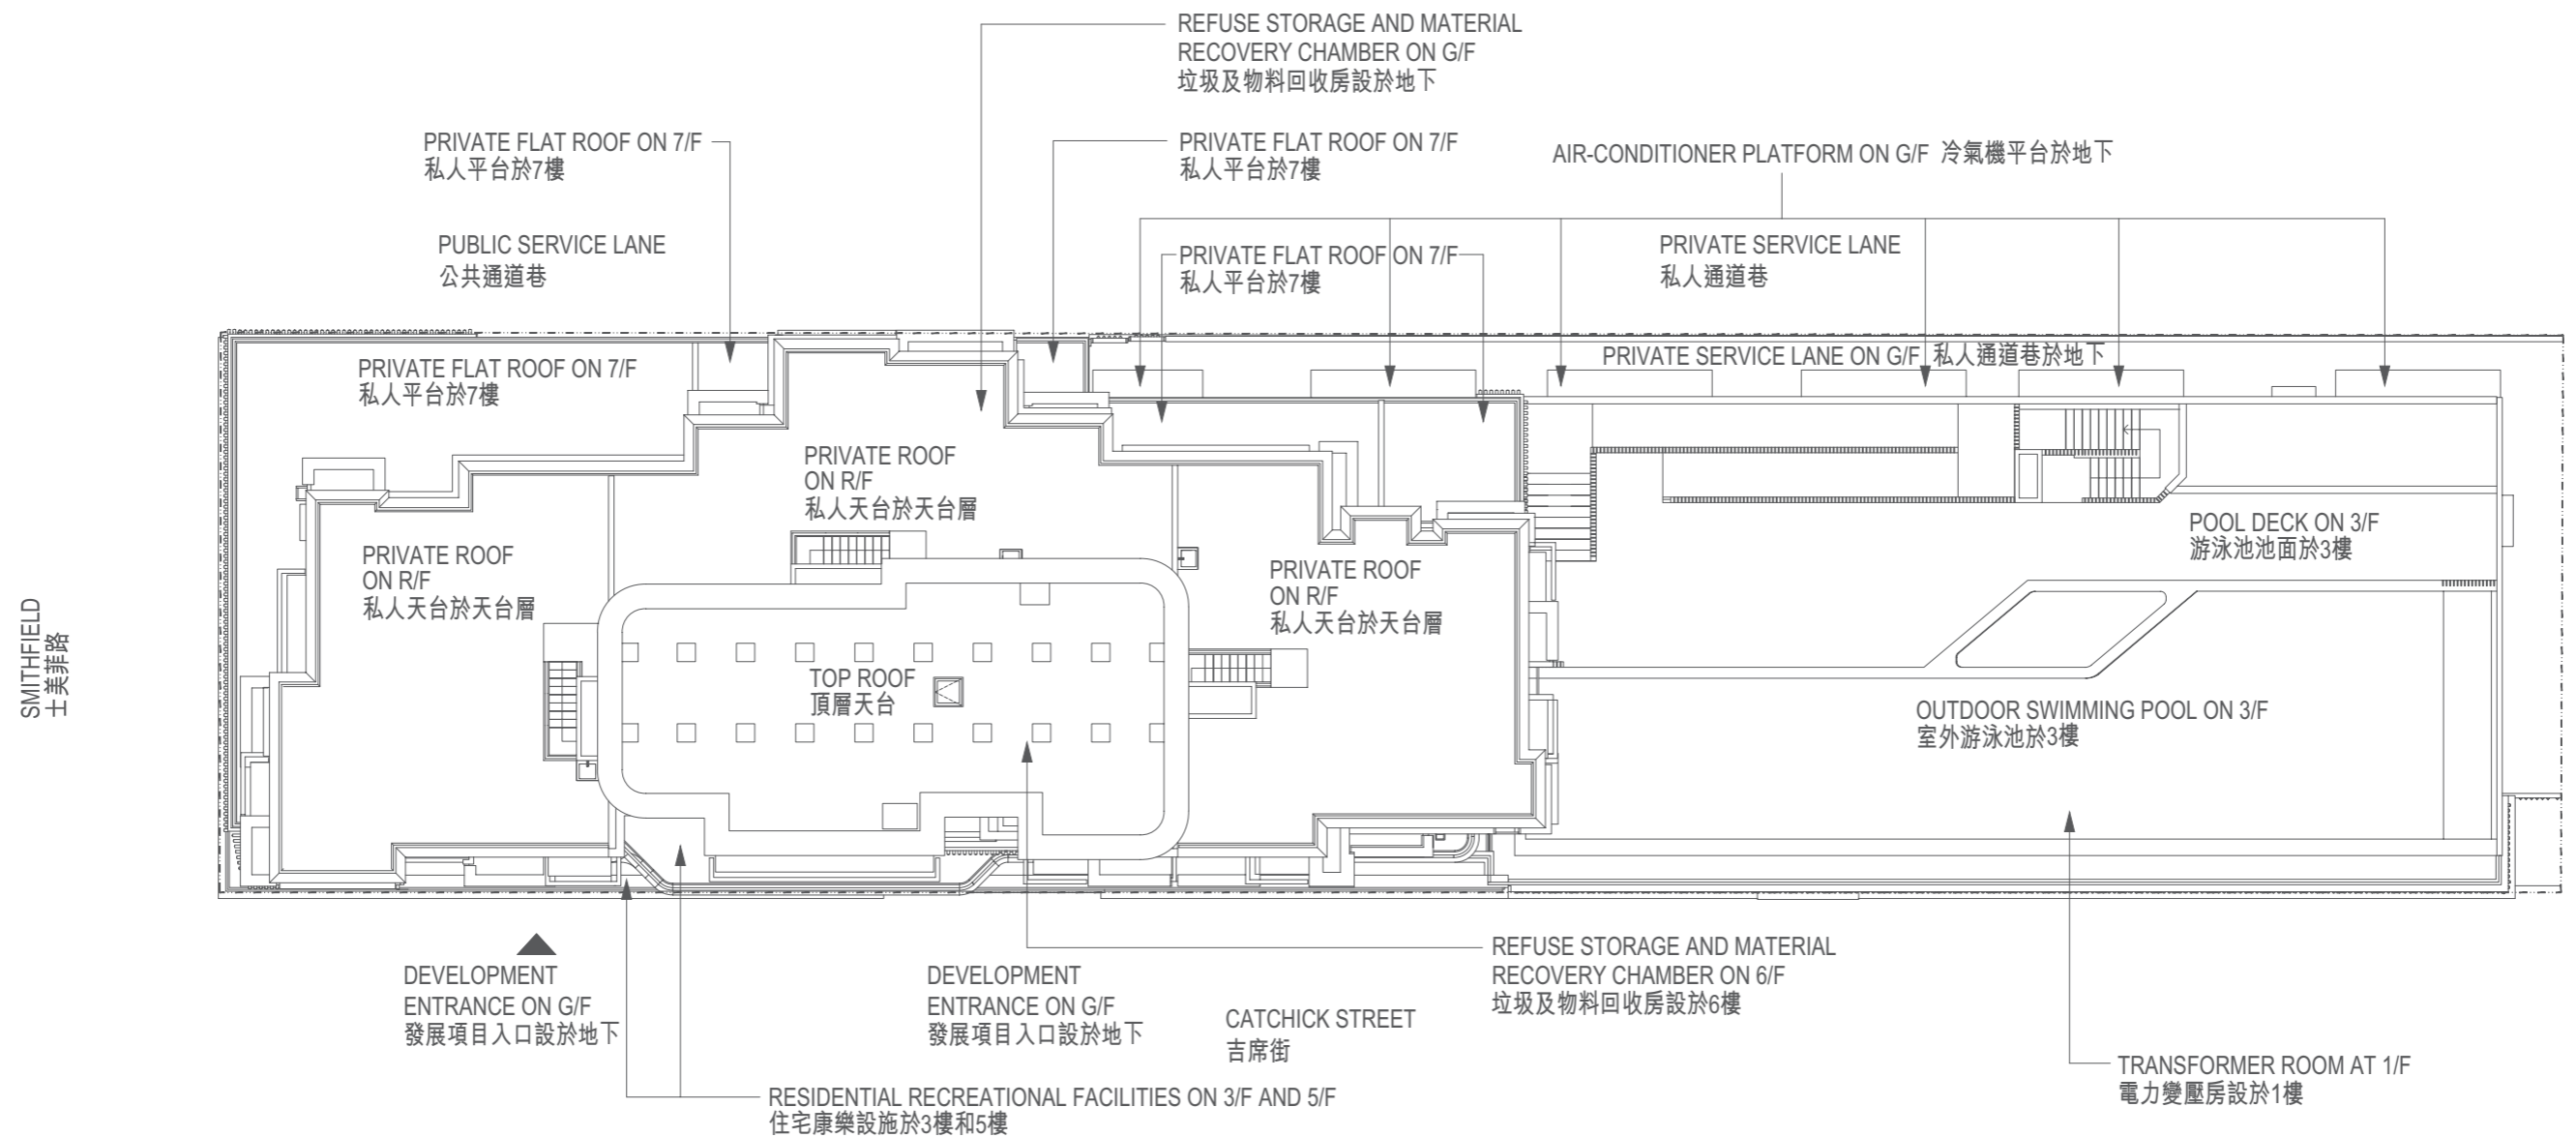 REFUSE STORAGE AND MATERIAL
RECOVERY CHAMBER ON G/F
垃圾及物料回收房設於地下
PRIVATE FLAT ROOF ON 7/F
私人平台於7樓
PRIVATE FLAT ROOF ON 7/F
私人平台於7樓
AIR-CONDITIONER PLATFORM ON G/F 冷氣機平台於地下
PUBLIC SERVICE LANE
公共通道巷
PRIVATE FLAT ROOF ON 7/F
私人平台於7樓
PRIVATE SERVICE LANE
私人通道巷
PRIVATE SERVICE LANE ON G/F 私人通道巷於地下
PRIVATE FLAT ROOF ON 7/F
私人平台於7樓
PRIVATE ROOF
ON R/F
私人天台於天台層
PRIVATE ROOF
ON R/F
私人天台於天台層
PRIVATE ROOF
ON R/F
私人天台於天台層
POOL DECK ON 3/F
游泳池池面於3樓
SMITHFIELD
士美菲路
TOP ROOF
頂層天台
OUTDOOR SWIMMING POOL ON 3/F
室外游泳池於3樓
DEVELOPMENT
ENTRANCE ON G/F
發展項目入口設於地下
DEVELOPMENT
ENTRANCE ON G/F
發展項目入口設於地下
REFUSE STORAGE AND MATERIAL
RECOVERY CHAMBER ON 6/F
垃圾及物料回收房設於6樓
CATCHICK STREET
吉席街
TRANSFORMER ROOM AT 1/F
電力變壓房設於1樓
RESIDENTIAL RECREATIONAL FACILITIES ON 3/F AND 5/F
住宅康樂設施於3樓和5樓